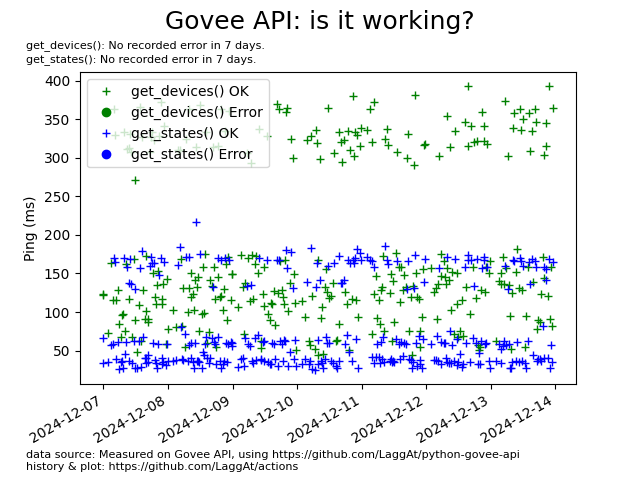 Govee API: is it working?
get_devices(): No recorded error in 7 days.
get_states(): No recorded error in 7 days.
get_devices() OK
get_devices() Error
get_states() OK
get_states() Error
Ping (ms)
400
350
300
250
200
150
100
50
2024-12-07
2024-12-08
2024-12-09
2024-12-10
2024-12-11
2024-12-12
2024-12-13
2024-12-14
data source: Measured on Govee API, using https://github.com/LaggAt/python-govee-api
history & plot: https://github.com/LaggAt/actions